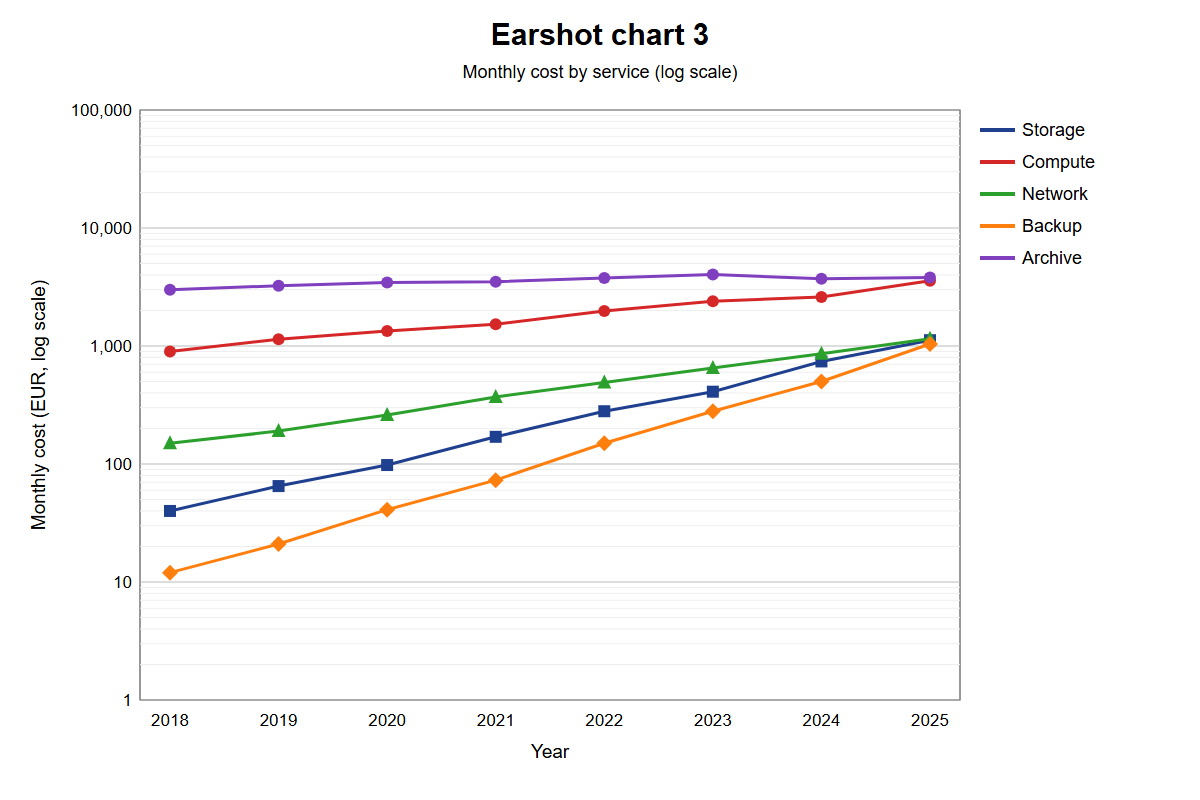 Earshot chart 3
Monthly cost by service (log scale)
100,000
10,000
1,000
100
10
1
Monthly cost (EUR, log scale)
2018 2019 2020 2021 2022 2023 2024 2025
Year
Storage
Compute
Network
Backup
Archive